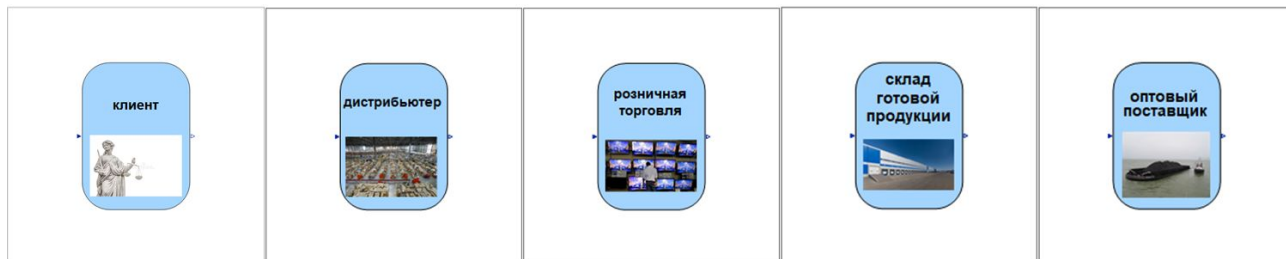 клиент
дистрибьютер
розничная
торговля
склад
готовой
продукции
оптовый
поставщик